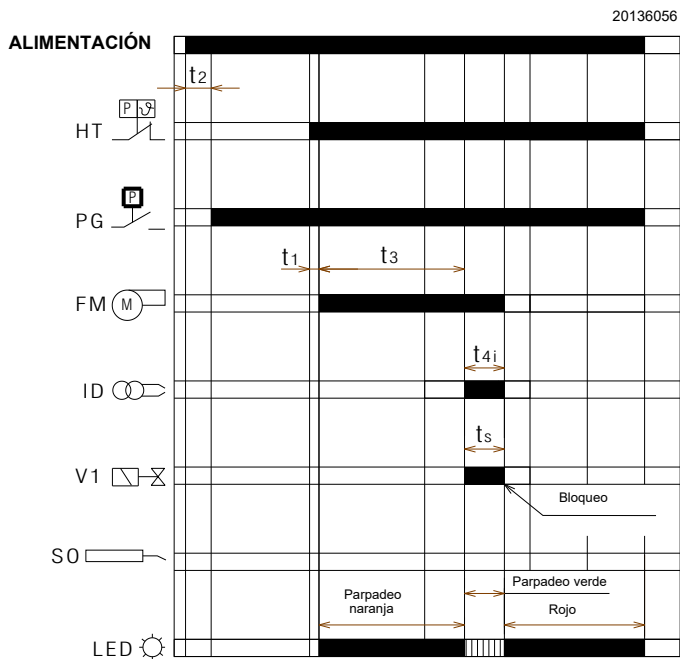 20136056
ALIMENTACIÓN
t2
P ϑ
HT
P
PG
t1
t3
FM M
t4i
ID
ts
V1
Bloqueo
SO
Parpadeo verde
Parpadeo
naranja
Rojo
LED